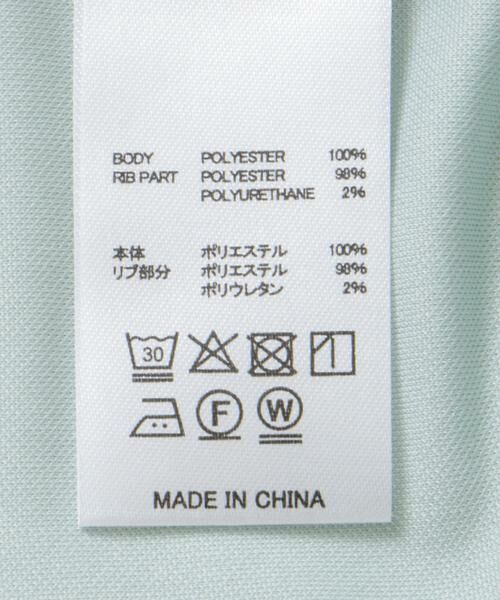 BODY POLYESTER 100%
RIB PART POLYESTER 98%
POLYURETHANE 2%
本体 ポリエステル 100%
リブ部分 ポリエステル 98%
ポリウレタン 2%
30
F W
MADE IN CHINA